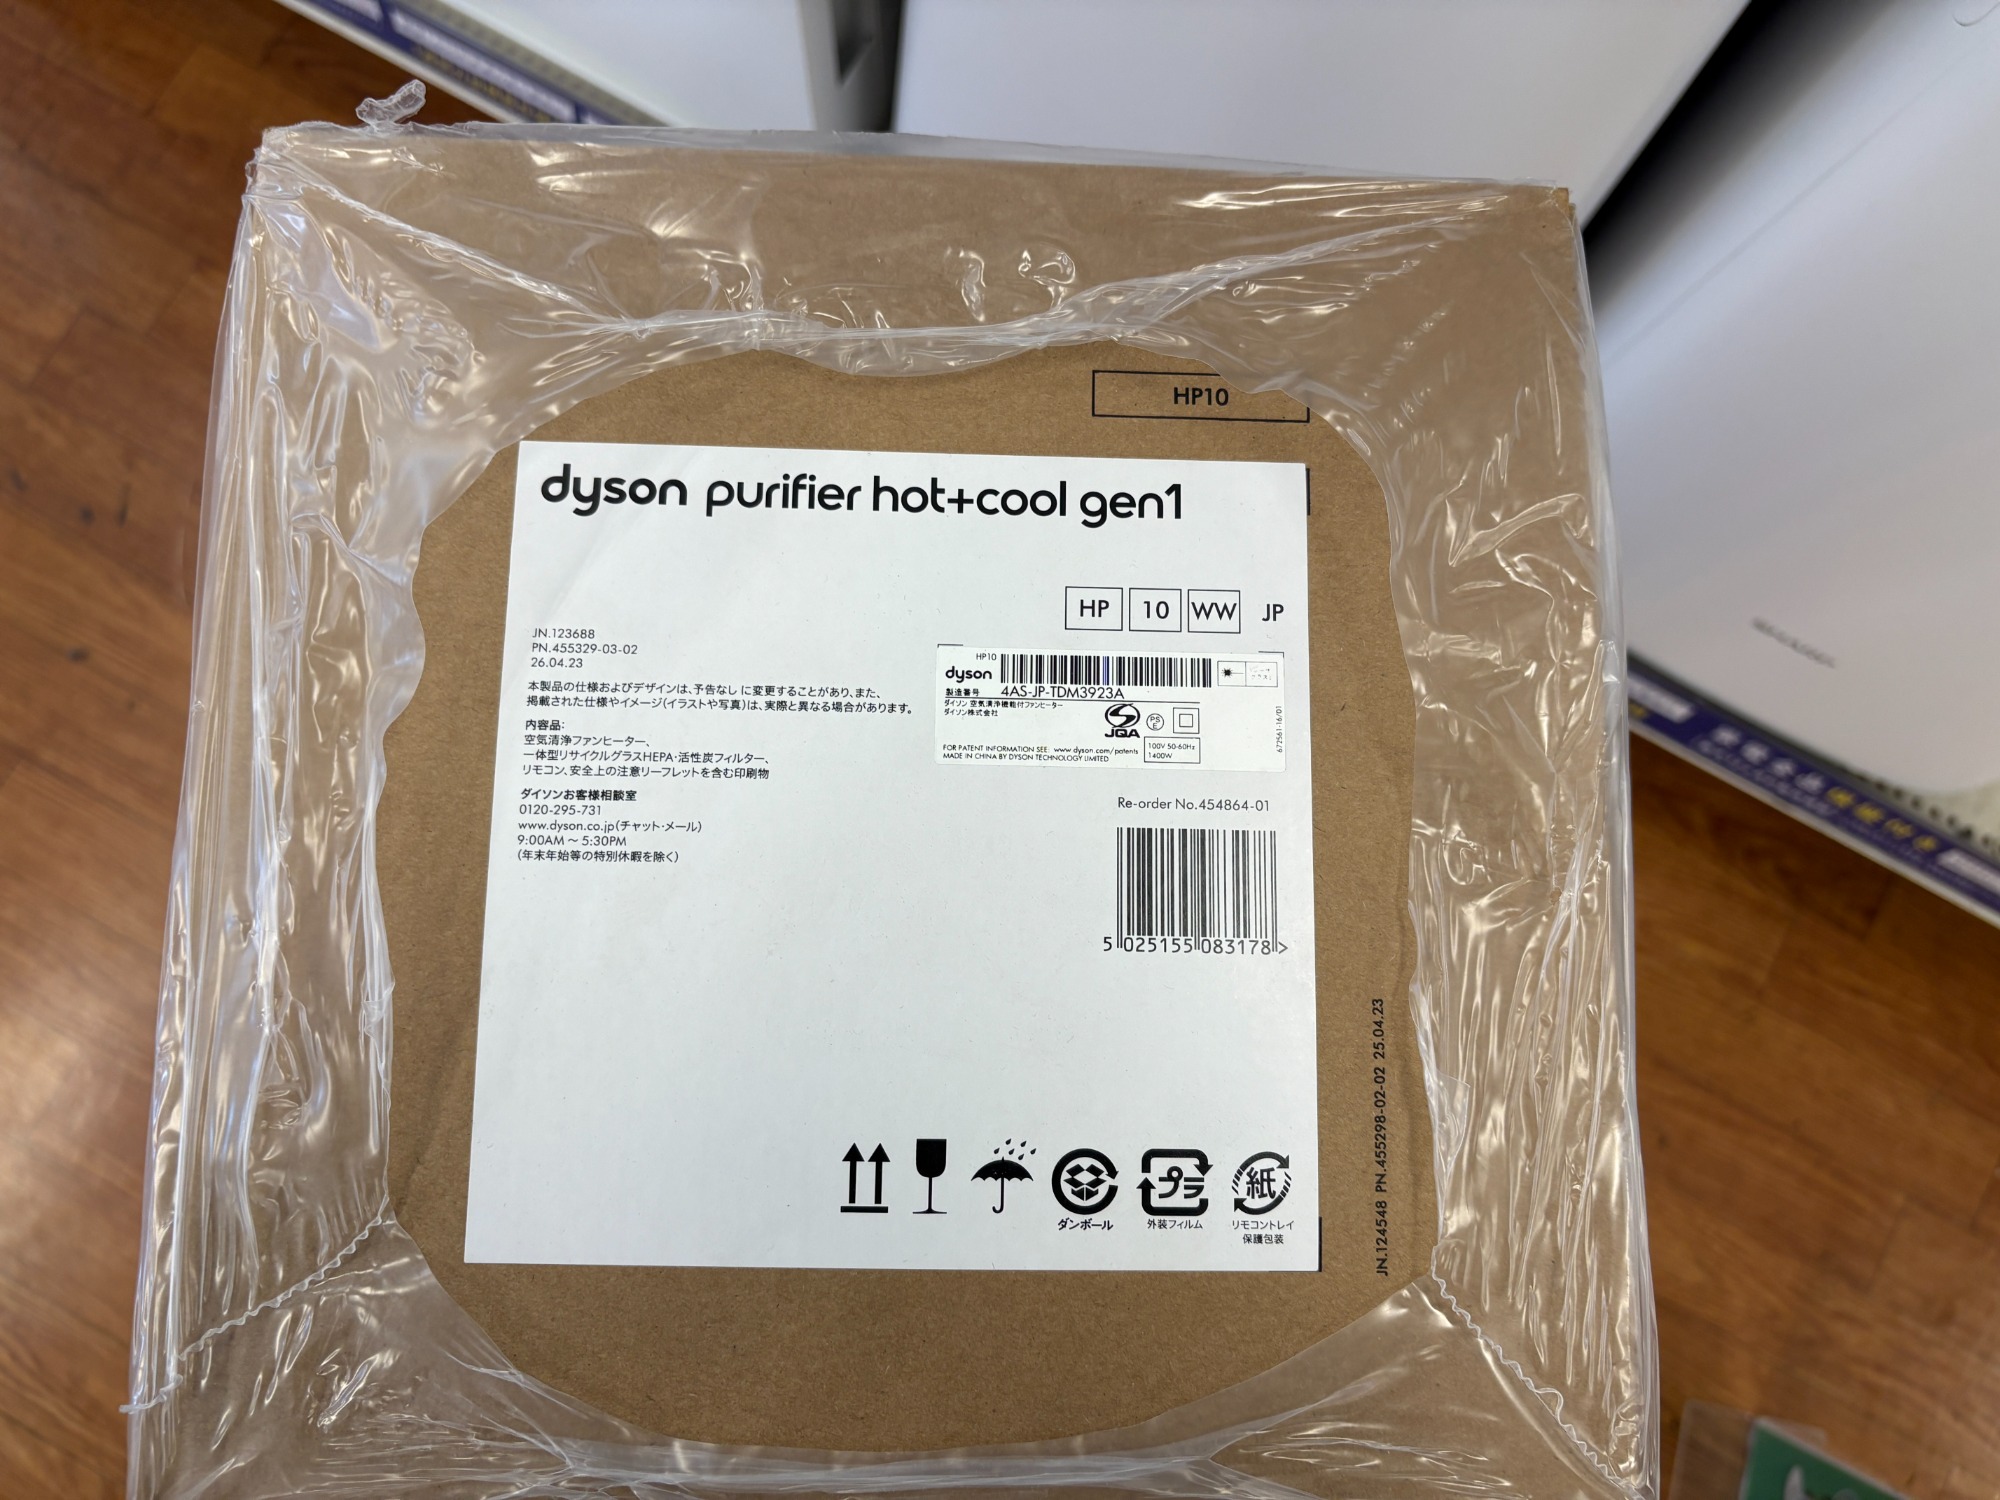 HP10
dyson purifier hot+cool gen1
HP 10 WW JP
JN.123688
PN.455329-03-02
26.04.23
本製品の仕様およびデザインは、予告なしに変更することがあり、また、
掲載された仕様やイメージ(イラストや写真)は、実際と異なる場合があります。
内容品:
空気清浄ファンヒーター、
一体型リサイクルグラスHEPA・活性炭フィルター、
リモコン、安全上の注意リーフレットを含む印刷物
ダイソンお客様相談室
0120-295-731
www.dyson.co.jp(チャット・メール)
9:00AM～5:30PM
(年末年始等の特別休暇を除く)
HP10
dyson
製造番号 4AS-JP-TDM3923A
ダイソン 空気清浄機能付ファンヒーター
ダイソン株式会社
JQA
PS
E
FOR PATENT INFORMATION SEE: www.dyson.com/patents
MADE IN CHINA BY DYSON TECHNOLOGY LIMITED
100V 50-60Hz
1400W
672561-16/01
Re-order No.454864-01
5 025155 083178 >
プラ
紙
ダンボール
外装フィルム
リモコントレイ
保護包装
JN.124548 PN.455298-02-02 25.04.23